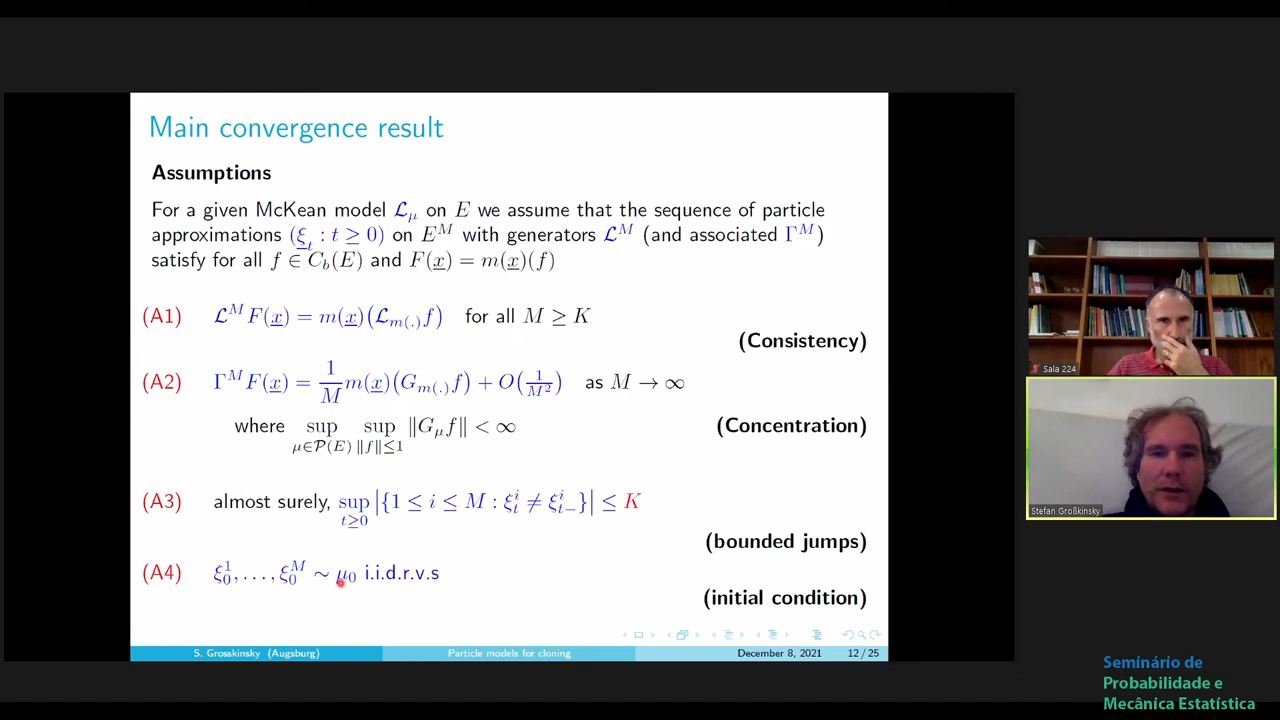 Main convergence result
Assumptions
For a given McKean model 𝓛_μ on E we assume that the sequence of particle
approximations (ξ_t : t ≥ 0) on E^M with generators 𝓛^M (and associated Γ^M)
satisfy for all f ∈ C_b(E) and F(x) = m(x)(f)
(A1) 𝓛^M F(x) = m(x)(𝓛_{m(.)} f) for all M ≥ K
(Consistency)
(A2) Γ^M F(x) = 1/M m(x)(G_{m(.)} f) + O(1/M²) as M → ∞
where sup_{μ∈𝒫(E)} sup_{‖f‖≤1} ‖G_μ f‖ < ∞ (Concentration)
(A3) almost surely, sup_{t≥0} |{1 ≤ i ≤ M : ξ_t^i ≠ ξ_{t−}^i}| ≤ K
(bounded jumps)
(A4) ξ_0^1, . . . , ξ_0^M ∼ μ_0 i.i.d.r.v.s
(initial condition)
S. Grosskinsky (Augsburg) Particle models for cloning December 8, 2021 12 / 25
Sala 224
Stefan Großkinsky
Seminário de
Probabilidade e
Mecânica Estatística